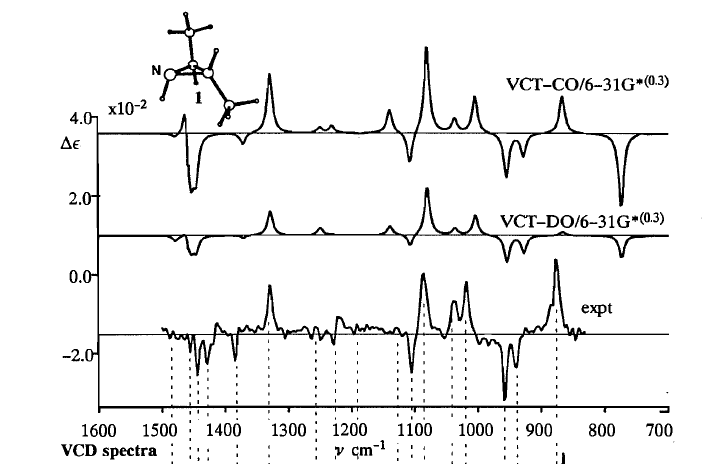 N
1
x10-2
VCT–CO/6–31G*(0.3)
4.0
Δϵ
2.0
VCT–DO/6–31G*(0.3)
0.0
expt
–2.0
1600 1500 1400 1300 1200 1100 1000 900 800 700
VCD spectra ν cm-1